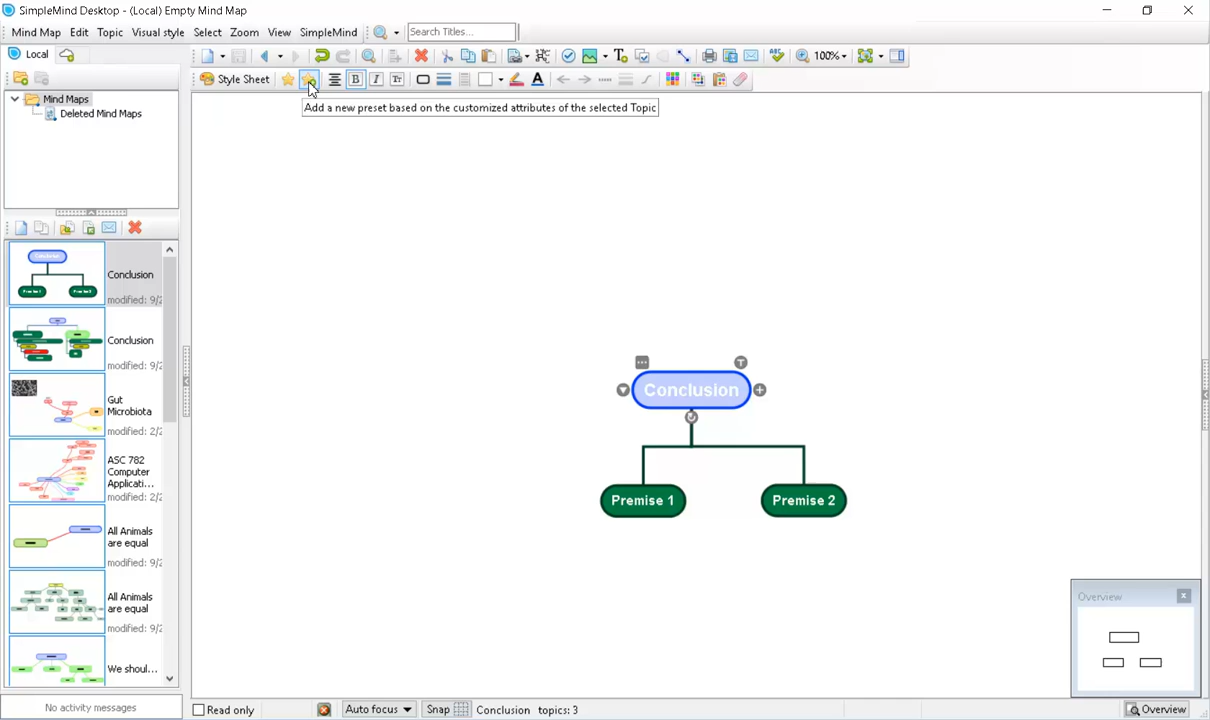 SimpleMind Desktop - (Local) Empty Mind Map
Mind Map Edit Topic Visual style Select Zoom View SimpleMind Search Titles...
Local
100%
Style Sheet
Add a new preset based on the customized attributes of the selected Topic
Mind Maps
Deleted Mind Maps
Conclusion
modified: 9/2
Conclusion
modified: 9/2
Gut
Microbiota
modified: 2/2
ASC 782
Computer
Applicati...
modified: 2/2
All Animals
are equal
modified: 9/2
All Animals
are equal
modified: 9/2
We shoul...
Conclusion
Premise 1 Premise 2
Overview
No activity messages
Read only Auto focus Snap Conclusion topics: 3 Overview